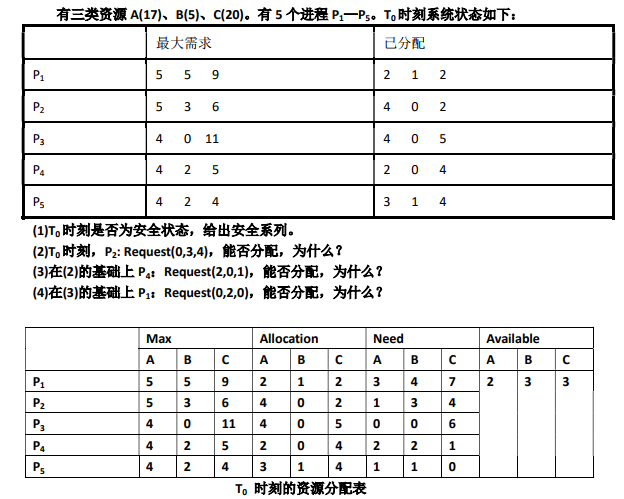 有三类资源 A(17)、B(5)、C(20)。有 5 个进程 P1—P5。T0 时刻系统状态如下：
最大需求 已分配
P1 5 5 9 2 1 2
P2 5 3 6 4 0 2
P3 4 0 11 4 0 5
P4 4 2 5 2 0 4
P5 4 2 4 3 1 4
(1)T0 时刻是否为安全状态，给出安全系列。
(2)T0 时刻，P2: Request(0,3,4)，能否分配，为什么？
(3)在(2)的基础上 P4：Request(2,0,1)，能否分配，为什么？
(4)在(3)的基础上 P1：Request(0,2,0)，能否分配，为什么？
Max Allocation Need Available
A B C A B C A B C A B C
P1 5 5 9 2 1 2 3 4 7 2 3 3
P2 5 3 6 4 0 2 1 3 4
P3 4 0 11 4 0 5 0 0 6
P4 4 2 5 2 0 4 2 2 1
P5 4 2 4 3 1 4 1 1 0
T0 时刻的资源分配表